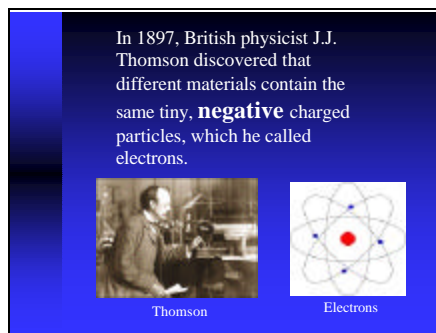 In 1897, British physicist J.J.
Thomson discovered that
different materials contain the
same tiny, negative charged
particles, which he called
electrons.
Thomson
Electrons